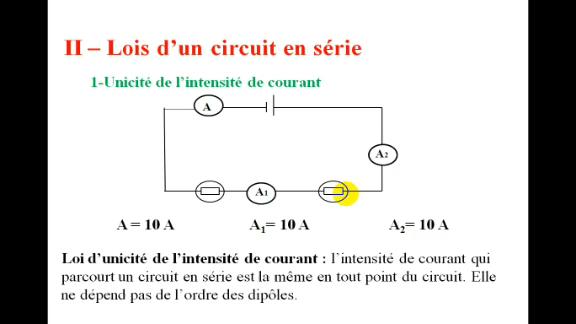 II – Lois d’un circuit en série
1-Unicité de l’intensité de courant
A
A2
A1
A = 10 A A1= 10 A A2= 10 A
Loi d’unicité de l’intensité de courant : l’intensité de courant qui
parcourt un circuit en série est la même en tout point du circuit. Elle
ne dépend pas de l’ordre des dipôles.